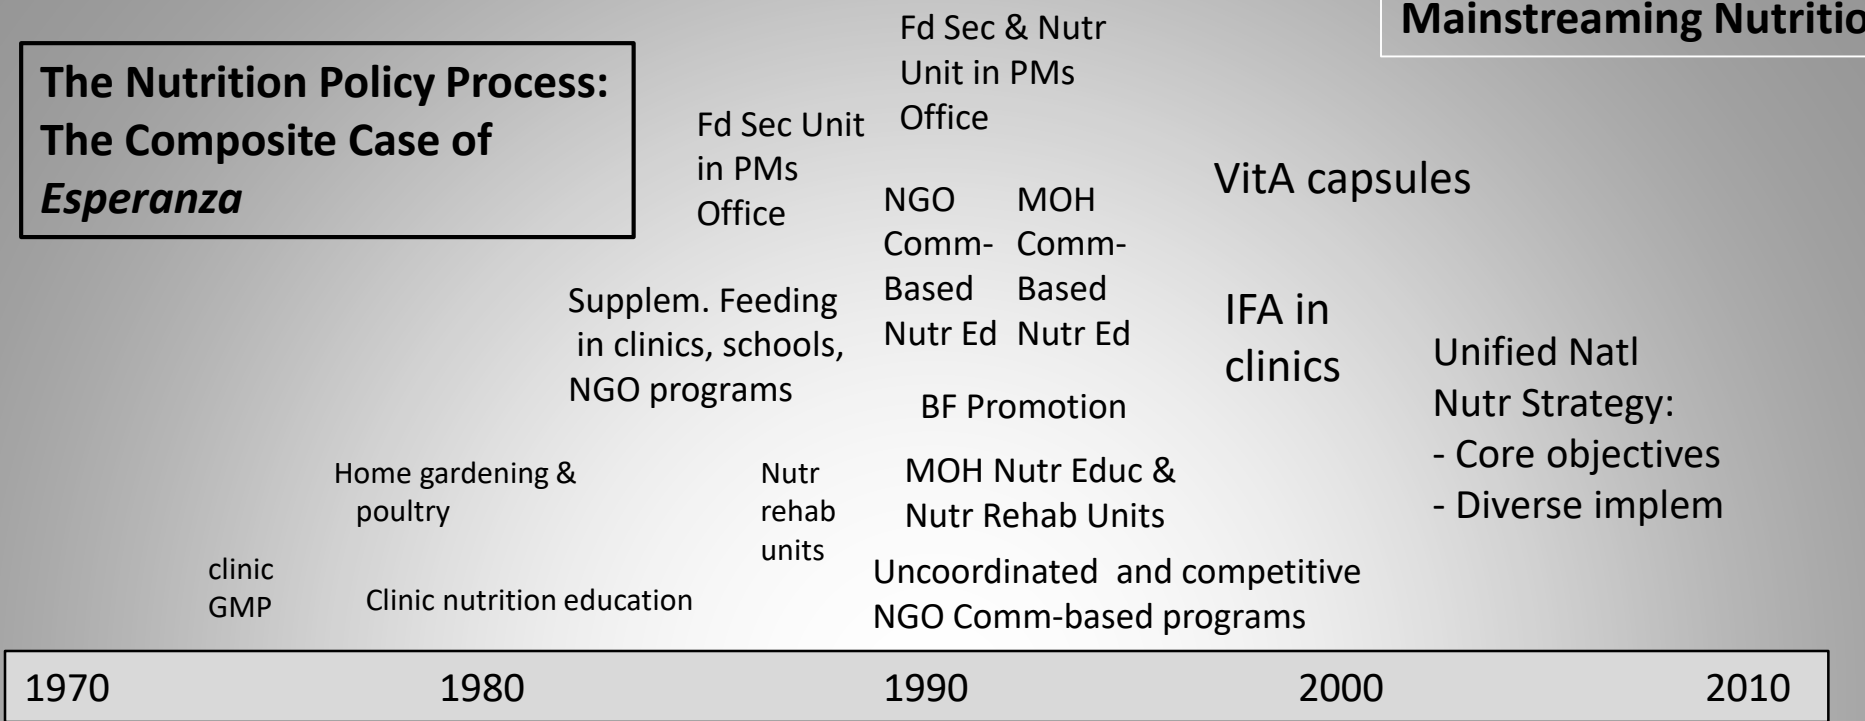 Mainstreaming
The Nutrition Policy Process:
The Composite Case of
Esperanza
Fd Sec & Nutr
Unit in PMs
Office
Fd Sec Unit
in PMs
Office
VitA capsules
NGO
Comm-
Based
Nutr Ed
MOH
Comm-
Based
Nutr Ed
Supplem. Feeding
in clinics, schools,
NGO programs
IFA in
clinics
Unified Natl
Nutr Strategy:
- Core objectives
- Diverse implem
BF Promotion
Home gardening &
poultry
Nutr
rehab
units
MOH Nutr Educ &
Nutr Rehab Units
clinic
GMP
Clinic nutrition education
Uncoordinated and competitive
NGO Comm-based programs
1970 1980 1990 2000 2010